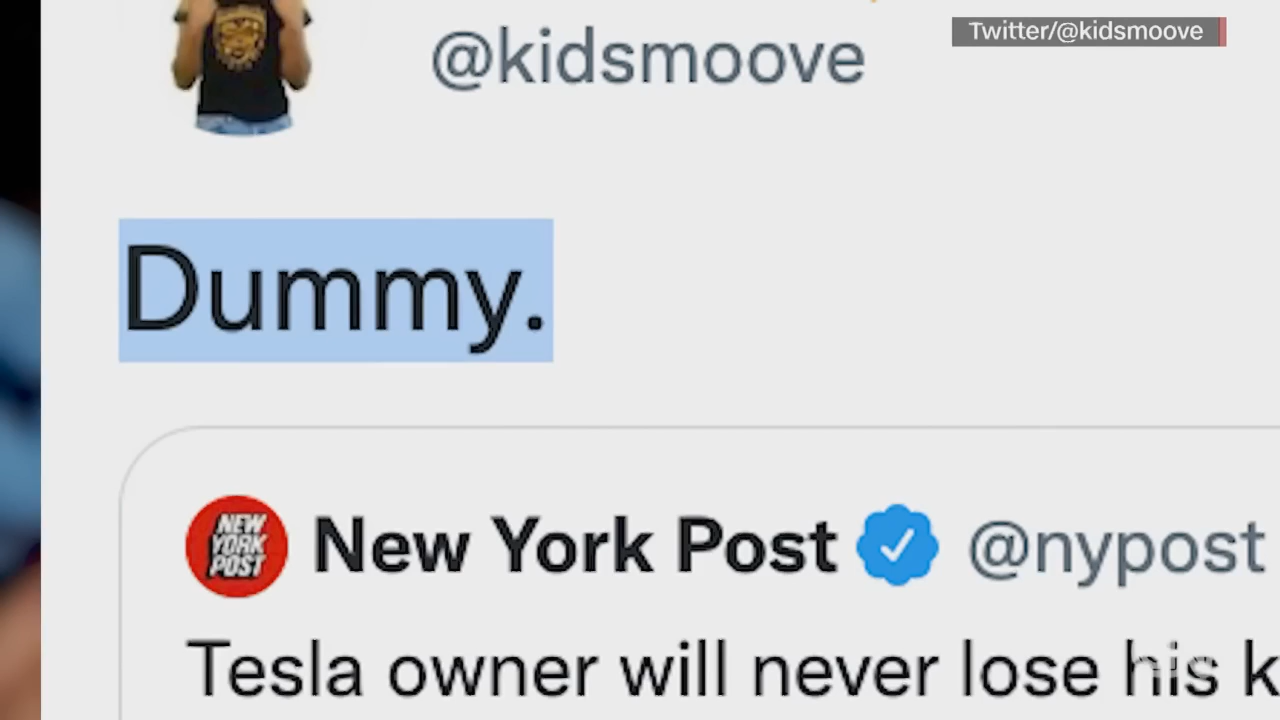 Twitter/@kidsmoove
@kidsmoove
Dummy.
NEW
YORK
POST
New York Post @nypost
Tesla owner will never lose his k